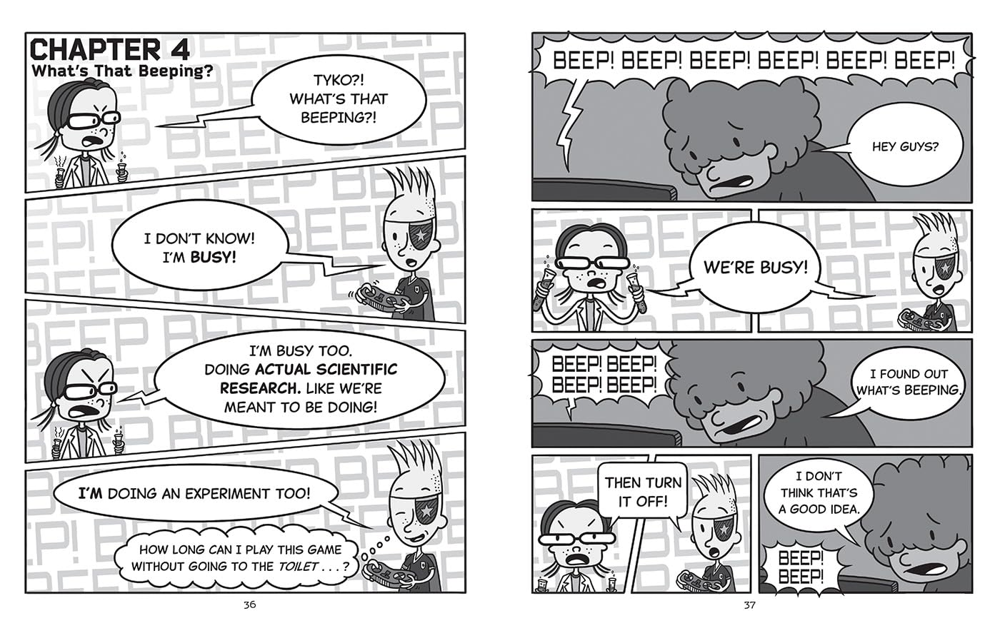 CHAPTER 4
What's That Beeping?
TYKO?!
WHAT'S THAT
BEEPING?!
I DON'T KNOW!
I'M BUSY!
I'M BUSY TOO.
DOING ACTUAL SCIENTIFIC
RESEARCH. LIKE WE'RE
MEANT TO BE DOING!
I'M DOING AN EXPERIMENT TOO!
HOW LONG CAN I PLAY THIS GAME
WITHOUT GOING TO THE TOILET . . . ?
36
BEEP! BEEP! BEEP! BEEP! BEEP! BEEP!
HEY GUYS?
WE'RE BUSY!
BEEP! BEEP!
BEEP! BEEP!
I FOUND OUT
WHAT'S BEEPING.
THEN TURN
IT OFF!
I DON'T
THINK THAT'S
A GOOD IDEA.
BEEP!
BEEP!
37